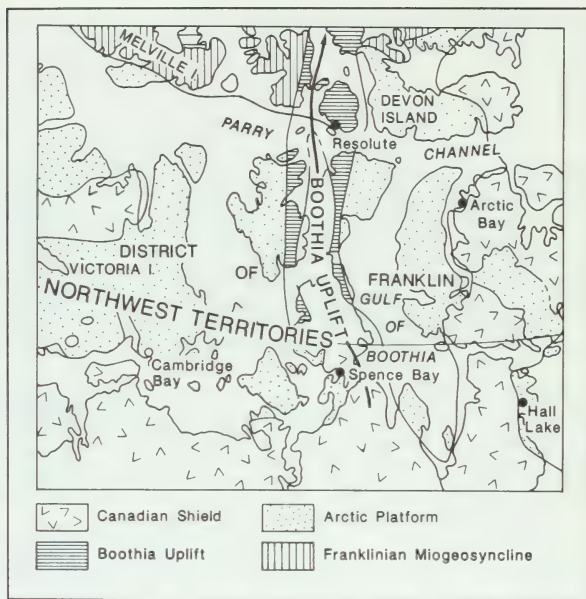 MELVILLE I.
DEVON
ISLAND
PARRY
Resolute
CHANNEL
Arctic
Bay
BOOTHIA UPLIFT
DISTRICT
VICTORIA I.
OF
FRANKLIN
GULF
NORTHWEST TERRITORIES
OF
BOOTHIA
Cambridge
Bay
Spence Bay
Hall
Lake
Canadian Shield
Arctic Platform
Boothia Uplift
Franklinian Miogeosyncline